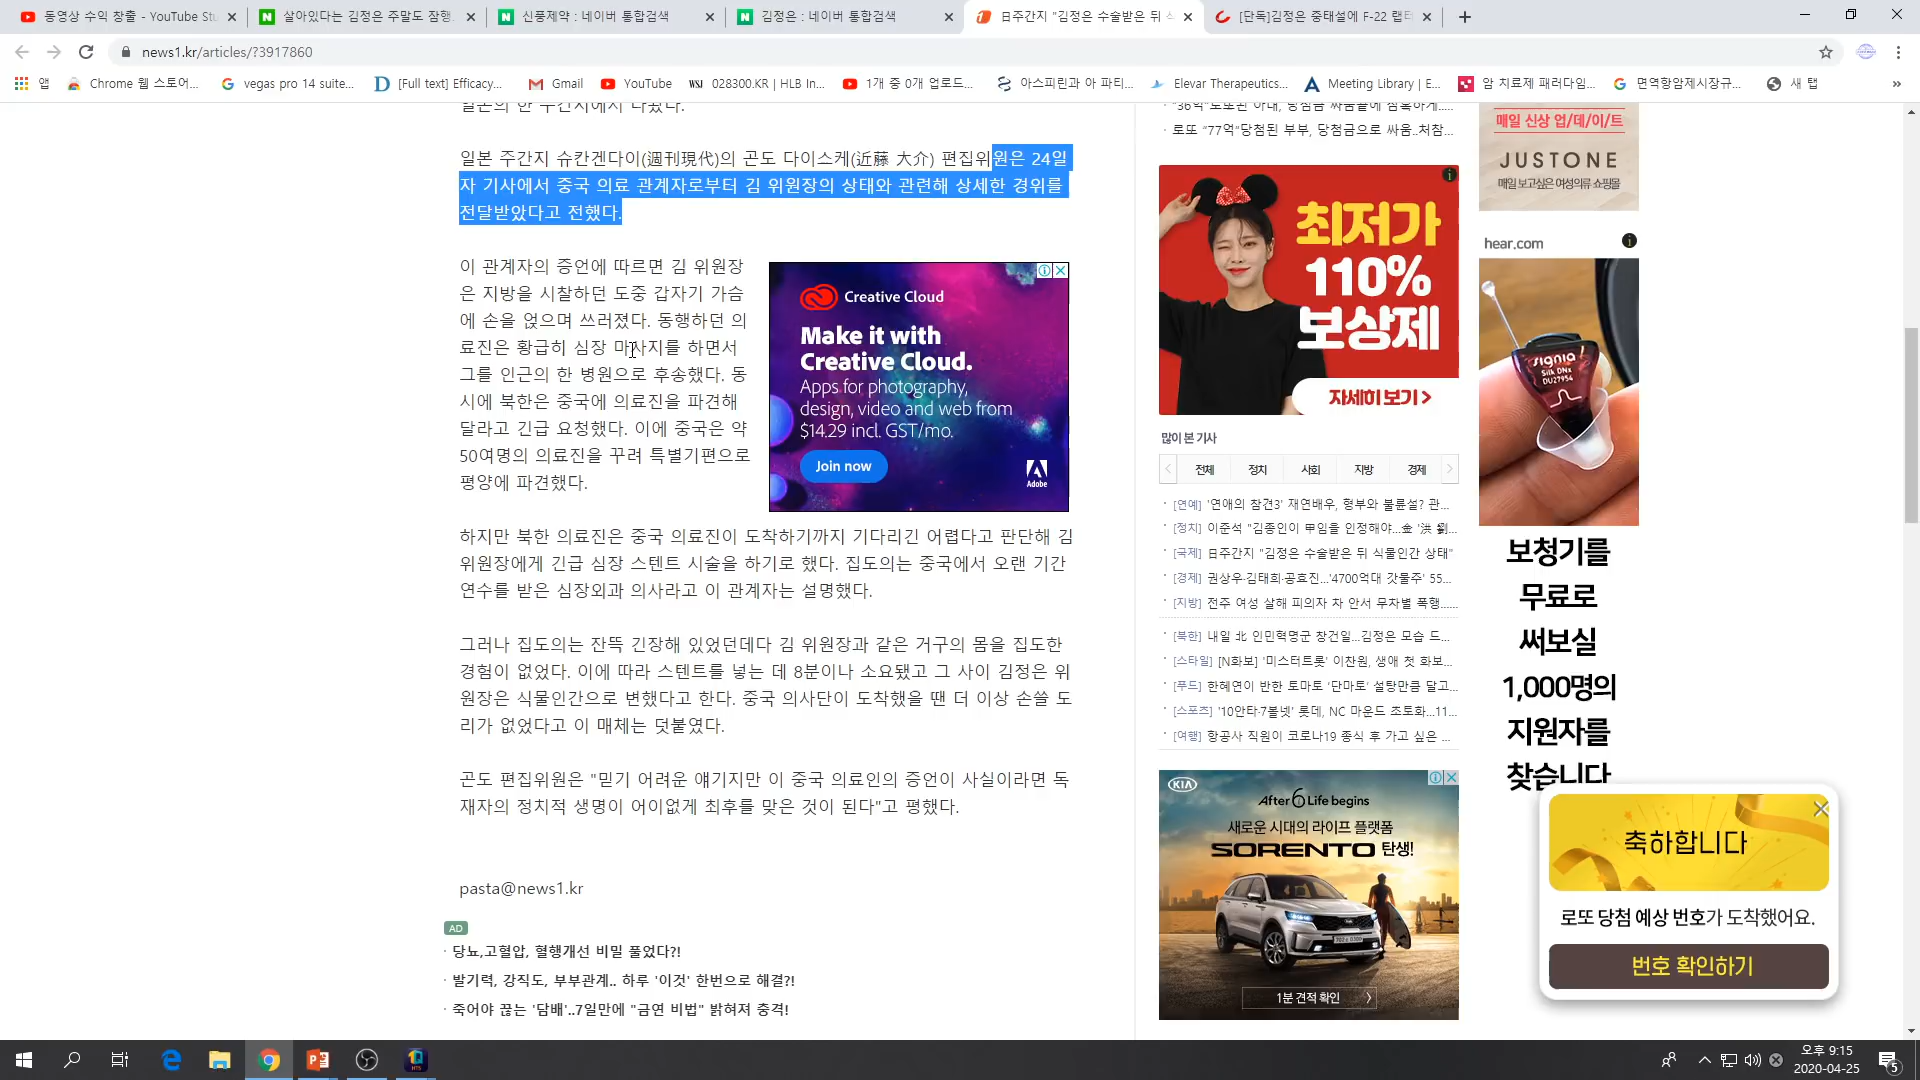 동영상 수익 창출 - YouTube Stu
살아있다는 김정은 주말도 잠행
신풍제약 : 네이버 통합검색
김정은 : 네이버 통합검색
日주간지 "김정은 수술받은 뒤 식
[단독]김정은 중태설에 F-22 랩터
news1.kr/articles/?3917860
앱
Chrome 웹 스토어...
vegas pro 14 suite...
[Full text] Efficacy...
Gmail
YouTube
WSJ 028300.KR | HLB In...
1개 중 0개 업로드...
아스피린과 아 파티...
Elevar Therapeutics...
Meeting Library | E...
암 치료제 패러다임...
면역항암제시장규...
새 탭
»
일본의 한 주간지에서 나왔다.
일본 주간지 슈칸겐다이(週刊現代)의 곤도 다이스케(近藤 大介) 편집위원은 24일
자 기사에서 중국 의료 관계자로부터 김 위원장의 상태와 관련해 상세한 경위를
전달받았다고 전했다.
이 관계자의 증언에 따르면 김 위원장
은 지방을 시찰하던 도중 갑자기 가슴
에 손을 얹으며 쓰러졌다. 동행하던 의
료진은 황급히 심장 마사지를 하면서
그를 인근의 한 병원으로 후송했다. 동
시에 북한은 중국에 의료진을 파견해
달라고 긴급 요청했다. 이에 중국은 약
50여명의 의료진을 꾸려 특별기편으로
평양에 파견했다.
Creative Cloud
Make it with
Creative Cloud.
Apps for photography,
design, video and web from
$14.29 incl. GST/mo.
Join now
Adobe
하지만 북한 의료진은 중국 의료진이 도착하기까지 기다리긴 어렵다고 판단해 김
위원장에게 긴급 심장 스텐트 시술을 하기로 했다. 집도의는 중국에서 오랜 기간
연수를 받은 심장외과 의사라고 이 관계자는 설명했다.
그러나 집도의는 잔뜩 긴장해 있었던데다 김 위원장과 같은 거구의 몸을 집도한
경험이 없었다. 이에 따라 스텐트를 넣는 데 8분이나 소요됐고 그 사이 김정은 위
원장은 식물인간으로 변했다고 한다. 중국 의사단이 도착했을 땐 더 이상 손쓸 도
리가 없었다고 이 매체는 덧붙였다.
곤도 편집위원은 "믿기 어려운 얘기지만 이 중국 의료인의 증언이 사실이라면 독
재자의 정치적 생명이 어이없게 최후를 맞은 것이 된다"고 평했다.
pasta@news1.kr
AD
· 당뇨,고혈압, 혈행개선 비밀 풀었다?!
· 발기력, 강직도, 부부관계.. 하루 '이것' 한번으로 해결?!
· 죽어야 끊는 '담배'..7일만에 "금연 비법" 밝혀져 충격!
· "36억"로또된 아내, 당첨금 싸움끝에 참혹하게.....
· 로또 "77억"당첨된 부부, 당첨금으로 싸움..처참...
최저가
110%
보상제
자세히 보기 >
많이 본 기사
전체 정치 사회 지방 경제
· [연예] '연애의 참견3' 재연배우, 형부와 불륜설? 관...
· [정치] 이준석 "김종인이 甲임을 인정해야...金 '洪 劉...
· [국제] 日주간지 "김정은 수술받은 뒤 식물인간 상태"
· [경제] 권상우·김태희·공효진...'4700억대 갓물주' 55...
· [지방] 전주 여성 살해 피의자 차 안서 무차별 폭행......
· [북한] 내일 北 인민혁명군 창건일...김정은 모습 드...
· [스타일] [N화보] '미스터트롯' 이찬원, 생애 첫 화보...
· [푸드] 한혜연이 반한 토마토 '단마토' 설탕만큼 달고...
· [스포츠] '10안타·7볼넷' 롯데, NC 마운드 초토화...11...
· [여행] 항공사 직원이 코로나19 종식 후 가고 싶은 ...
KIA
After 6 Life begins
새로운 시대의 라이프 플랫폼
SORENTO 탄생!
1분 견적 확인 >
매일 신상 업/데/이/트
JUSTONE
매일 보고싶은 여성의류 쇼핑몰
hear.com
signia
Silk DNx
DU27954
보청기를
무료로
써보실
1,000명의
지원자를
찾습니다
축하합니다
로또 당첨 예상 번호가 도착했어요.
번호 확인하기
오후 9:15
2020-04-25
5